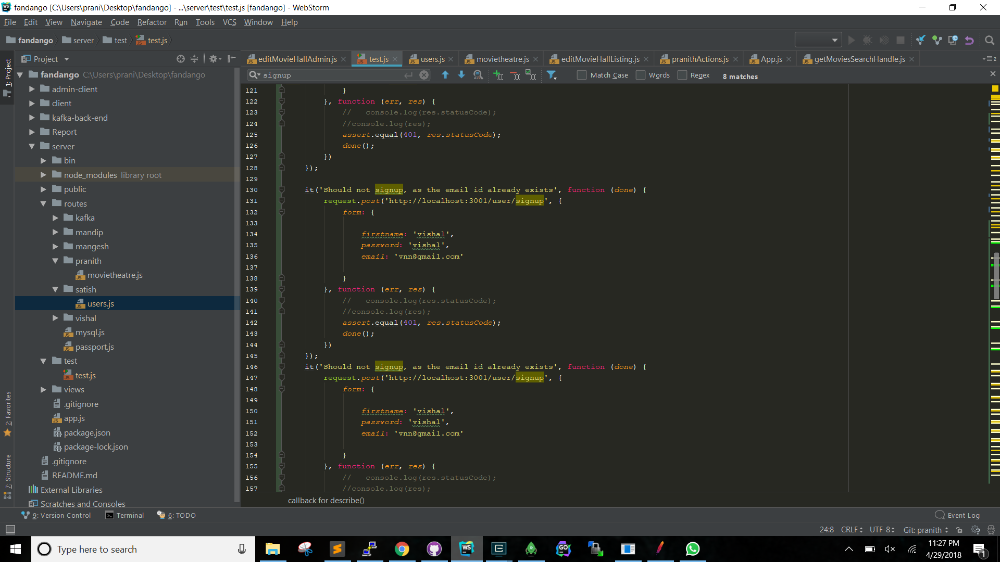 fandango [C:\Users\prani\Desktop\fandango] - ...\server\test\test.js [fandango] - WebStorm
File Edit View Navigate Code Refactor Run Tools VCS Window Help
fandango server test test.js
Project
editMovieHallAdmin.js test.js users.js movietheatre.js editMovieHallListing.js pranithActions.js App.js getMoviesSearchHandle.js
signup Match Case Words Regex 8 matches
1: Project
2: Favorites
7: Structure
fandango C:\Users\prani\Desktop\fandango
admin-client
client
kafka-back-end
Report
server
bin
node_modules library root
public
routes
kafka
mandip
mangesh
pranith
movietheatre.js
satish
users.js
vishal
mysql.js
passport.js
test
test.js
views
.gitignore
app.js
package.json
package-lock.json
.gitignore
README.md
External Libraries
Scratches and Consoles
121 }
122 }, function (err, res) {
123 //   console.log(res.statusCode);
124 //console.log(res);
125 assert.equal(401, res.statusCode);
126 done();
127 })
128 });
129
130 it('Should not signup, as the email id already exists', function (done) {
131 request.post('http://localhost:3001/user/signup', {
132 form: {
133
134 firstname: 'vishal',
135 password: 'vishal',
136 email: 'vnn@gmail.com'
137
138 }
139 }, function (err, res) {
140 //   console.log(res.statusCode);
141 //console.log(res);
142 assert.equal(401, res.statusCode);
143 done();
144 })
145 });
146 it('Should not signup, as the email id already exists', function (done) {
147 request.post('http://localhost:3001/user/signup', {
148 form: {
149
150 firstname: 'vishal',
151 password: 'vishal',
152 email: 'vnn@gmail.com'
153
154 }
155 }, function (err, res) {
156 //   console.log(res.statusCode);
157 //console.log(res);
callback for describe()
9: Version Control Terminal 6: TODO Event Log
24:8 CRLF UTF-8 Git: pranith
Type here to search
11:27 PM
4/29/2018
1